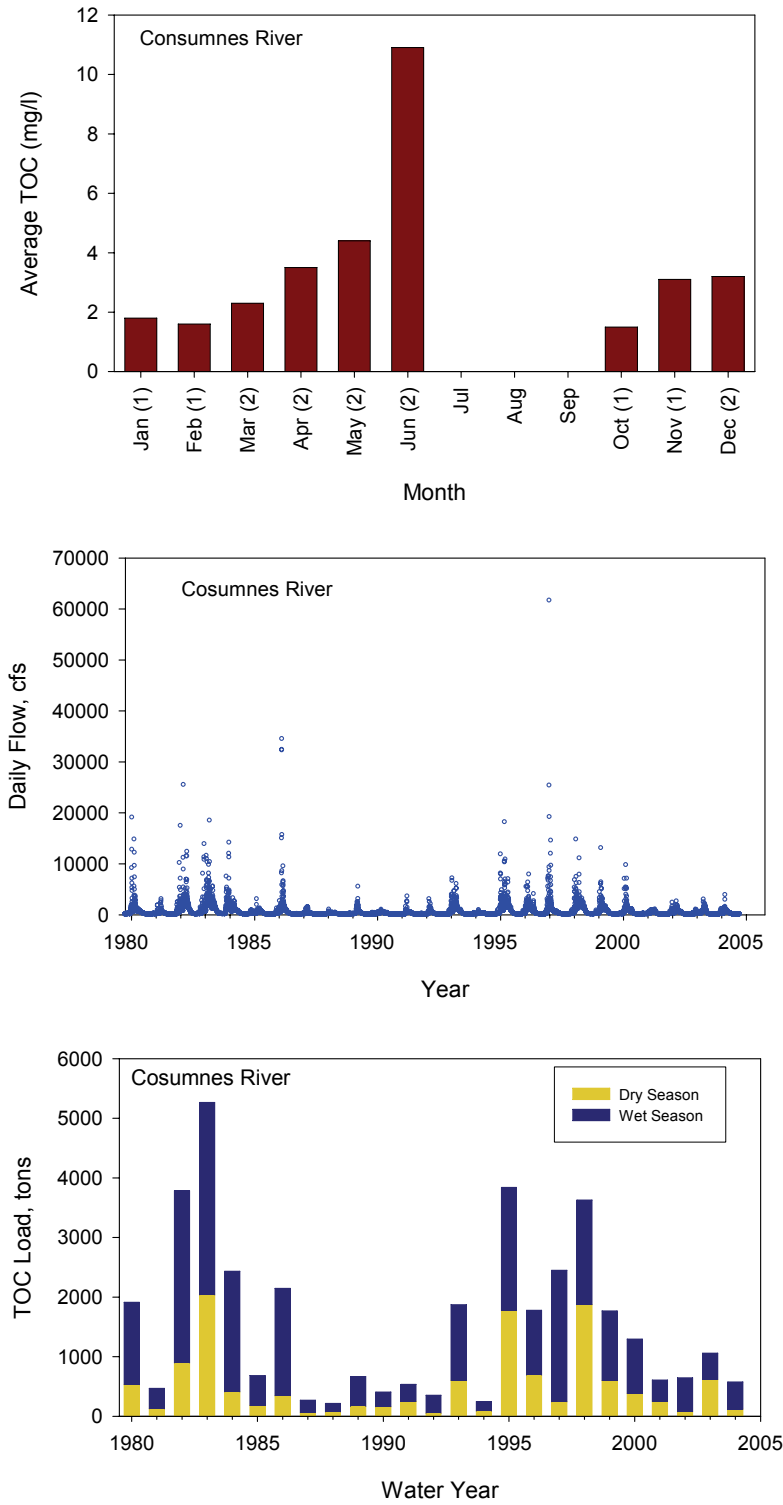 Consumnes River
Average TOC (mg/l)
12
10
8
6
4
2
0
Jan (1)
Feb (1)
Mar (2)
Apr (2)
May (2)
Jun (2)
Jul
Aug
Sep
Oct (1)
Nov (1)
Dec (2)
Month
Cosumnes River
Daily Flow, cfs
70000
60000
50000
40000
30000
20000
10000
0
1980
1985
1990
1995
2000
2005
Year
Cosumnes River
Dry Season
Wet Season
TOC Load, tons
6000
5000
4000
3000
2000
1000
0
1980
1985
1990
1995
2000
2005
Water Year